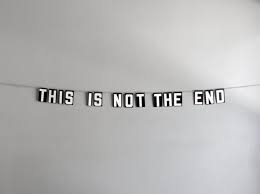 THIS IS NOT THE END